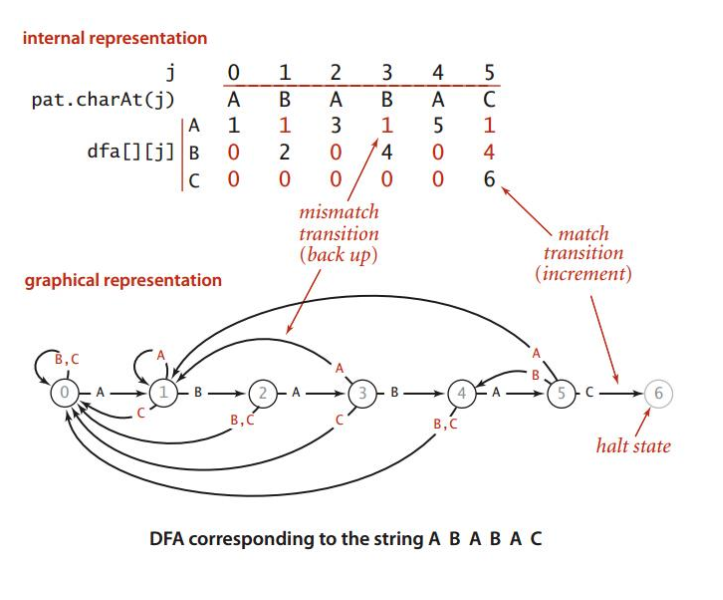 internal representation
j 0 1 2 3 4 5
pat.charAt(j) A B A B A C
A 1 1 3 1 5 1
dfa[][j] B 0 2 0 4 0 4
C 0 0 0 0 0 6
mismatch
transition
(back up)
match
transition
(increment)
graphical representation
B,C A A A B
0 A 1 B 2 A 3 B 4 A 5 C 6
C B,C C B,C
halt state
DFA corresponding to the string A B A B A C